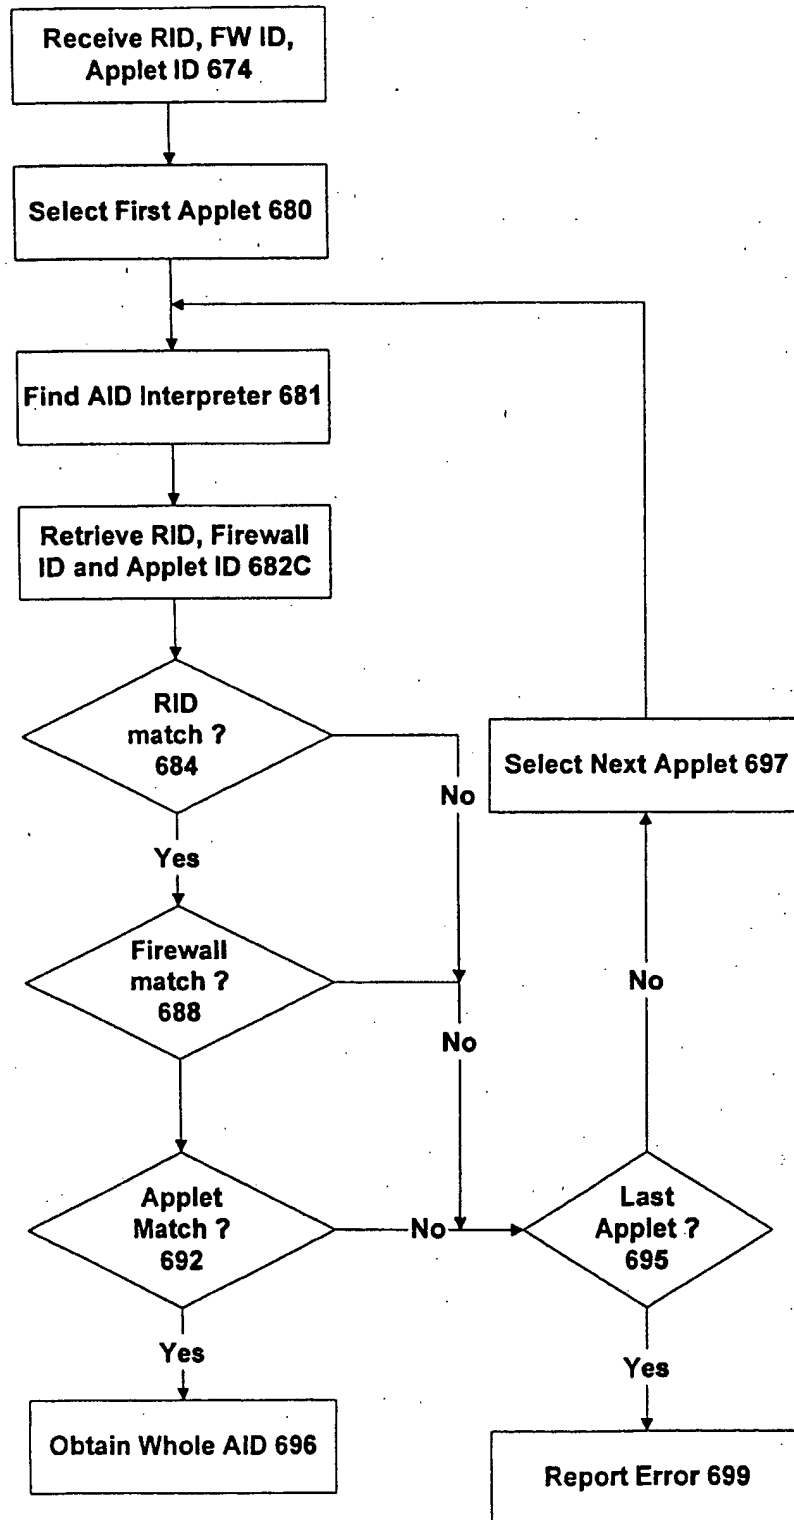 Receive RID, FW ID,
Applet ID 674
Select First Applet 680
Find AID Interpreter 681
Retrieve RID, Firewall
ID and Applet ID 682C
RID
match ?
684
No
Select Next Applet 697
Yes
Firewall
match ?
688
No
No
Applet
Match ?
692
No
Last
Applet ?
695
Yes
Yes
Obtain Whole AID 696
Report Error 699